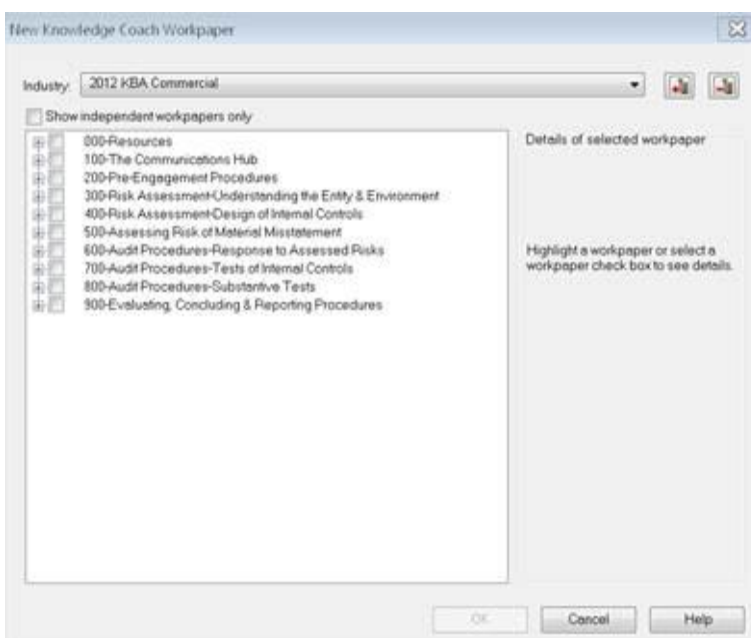 New Knowledge Coach Workpaper
Industry: 2012 KBA Commercial
Show independent workpapers only
000-Resources
100-The Communications Hub
200-Pre-Engagement Procedures
300-Risk Assessment-Understanding the Entity & Environment
400-Risk Assessment-Design of Internal Controls
500-Assessing Risk of Material Misstatement
600-Audit Procedures-Response to Assessed Risks
700-Audit Procedures-Tests of Internal Controls
800-Audit Procedures-Substantive Tests
900-Evaluating, Concluding & Reporting Procedures
Details of selected workpaper
Highlight a workpaper or select a
workpaper check box to see details.
OK Cancel Help